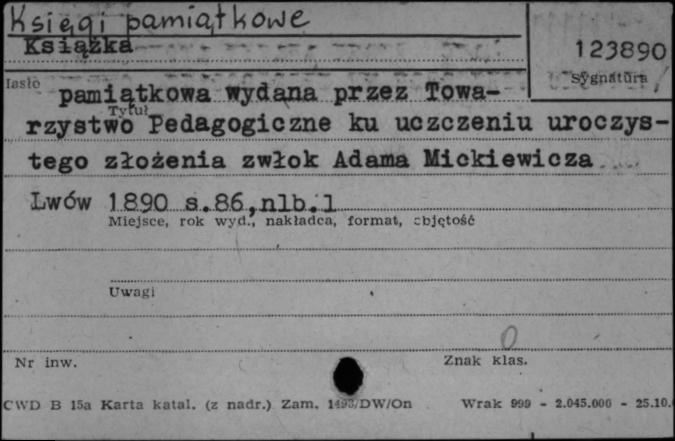 Księgi pamiątkowe
Książka
123890
Sygnatura
Hasło
pamiątkowa wydana przez Towa-
Tytuł
rzystwo Pedagogiczne ku uczczeniu uroczys-
tego złożenia zwłok Adama Mickiewicza
Lwów 1890 s.86,nlb.1
Miejsce, rok wyd., nakładca, format, objętość
Uwagi
0
Nr inw.
Znak klas.
CWD B 15a Karta katal. (z nadr.) Zam. 1493/DW/On Wrak 999 - 2.045.000 - 25.10.